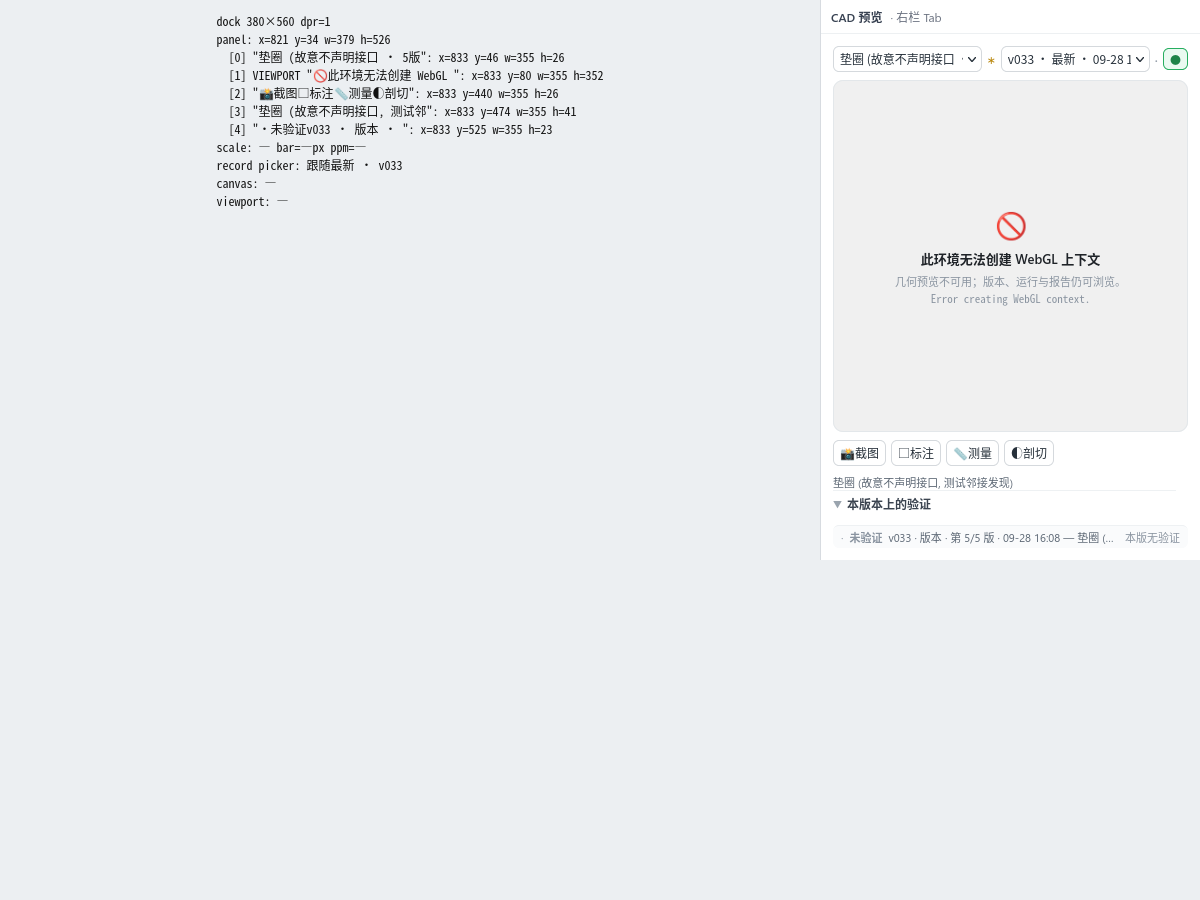 dock 380×560 dpr=1
panel: x=821 y=34 w=379 h=526
[0] "垫圈 (故意不声明接口 · 5版": x=833 y=46 w=355 h=26
[1] VIEWPORT "🚫此环境无法创建 WebGL ": x=833 y=80 w=355 h=352
[2] "📸截图☐标注📏测量◐剖切": x=833 y=440 w=355 h=26
[3] "垫圈 (故意不声明接口, 测试邻": x=833 y=474 w=355 h=41
[4] "·未验证v033 · 版本 · ": x=833 y=525 w=355 h=23
scale: — bar=—px ppm=—
record picker: 跟随最新 · v033
canvas: —
viewport: —
CAD 预览 · 右栏 Tab
垫圈 (故意不声明接口 * v033 · 最新 · 09-28 1 · ●
🚫
此环境无法创建 WebGL 上下文
几何预览不可用；版本、运行与报告仍可浏览。
Error creating WebGL context.
📸截图 ☐标注 📏测量 ◐剖切
垫圈 (故意不声明接口, 测试邻接发现)
▼ 本版本上的验证
· 未验证 v033 · 版本 · 第 5/5 版 · 09-28 16:08 — 垫圈 (... 本版无验证